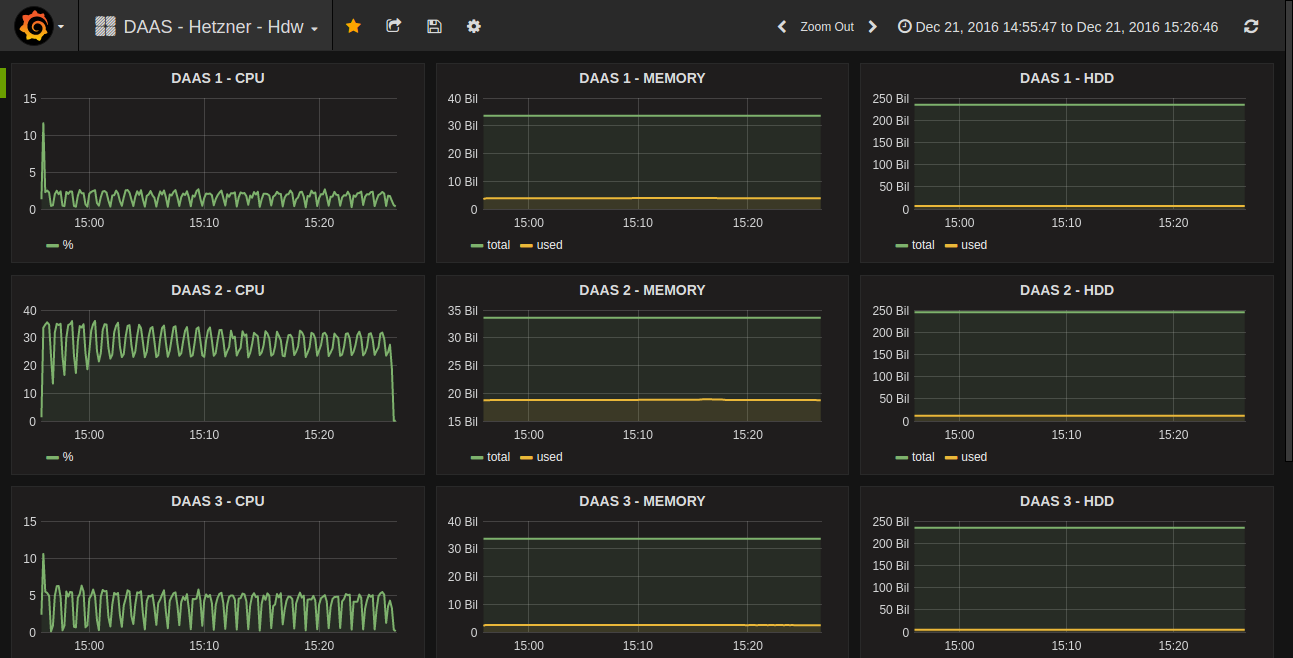 DAAS - Hetzner - Hdw
Zoom Out
Dec 21, 2016 14:55:47 to Dec 21, 2016 15:26:46
DAAS 1 - CPU
15
10
5
0
15:00 15:10 15:20
%
DAAS 1 - MEMORY
40 Bil
30 Bil
20 Bil
10 Bil
0
15:00 15:10 15:20
total used
DAAS 1 - HDD
250 Bil
200 Bil
150 Bil
100 Bil
50 Bil
0
15:00 15:10 15:20
total used
DAAS 2 - CPU
40
30
20
10
0
15:00 15:10 15:20
%
DAAS 2 - MEMORY
35 Bil
30 Bil
25 Bil
20 Bil
15 Bil
15:00 15:10 15:20
total used
DAAS 2 - HDD
250 Bil
200 Bil
150 Bil
100 Bil
50 Bil
0
15:00 15:10 15:20
total used
DAAS 3 - CPU
15
10
5
0
15:00 15:10 15:20
DAAS 3 - MEMORY
40 Bil
30 Bil
20 Bil
10 Bil
0
15:00 15:10 15:20
DAAS 3 - HDD
250 Bil
200 Bil
150 Bil
100 Bil
50 Bil
0
15:00 15:10 15:20